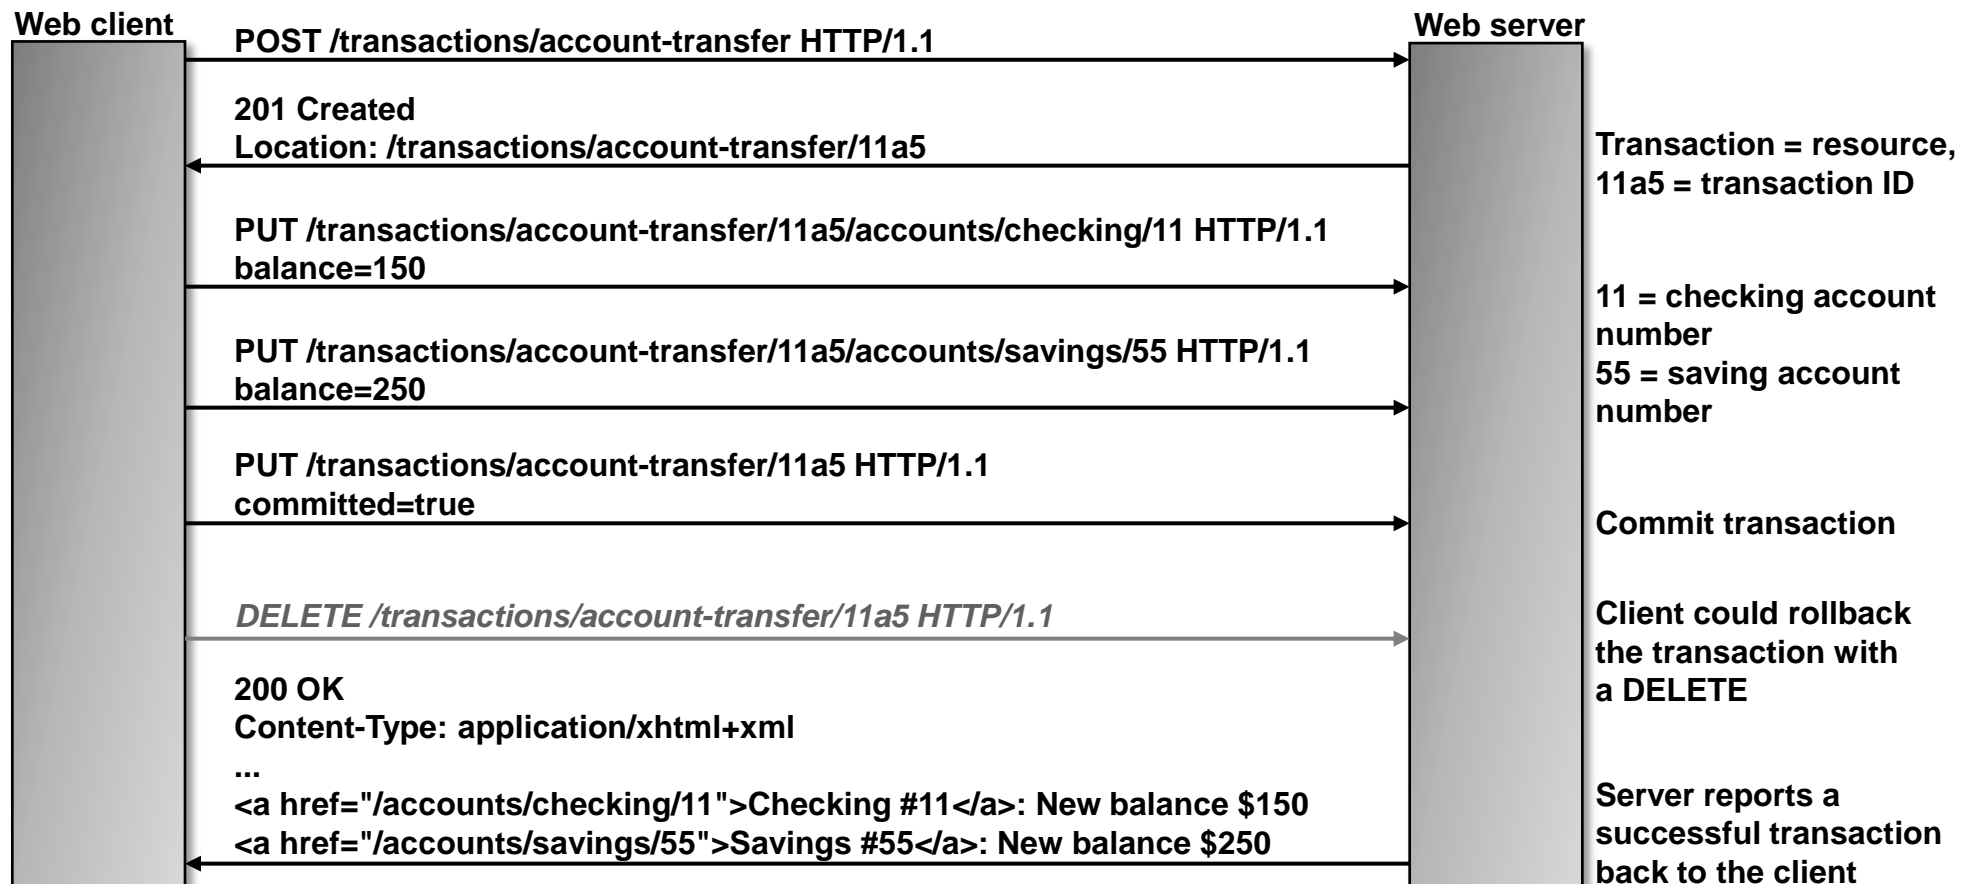 Web client
Web server
POST /transactions/account-transfer HTTP/1.1
201 Created
Location: /transactions/account-transfer/11a5
Transaction = resource,
11a5 = transaction ID
PUT /transactions/account-transfer/11a5/accounts/checking/11 HTTP/1.1
balance=150
11 = checking account
number
55 = saving account
number
PUT /transactions/account-transfer/11a5/accounts/savings/55 HTTP/1.1
balance=250
PUT /transactions/account-transfer/11a5 HTTP/1.1
committed=true
Commit transaction
DELETE /transactions/account-transfer/11a5 HTTP/1.1
Client could rollback
the transaction with
a DELETE
200 OK
Content-Type: application/xhtml+xml
...
<a href="/accounts/checking/11">Checking #11</a>: New balance $150
<a href="/accounts/savings/55">Savings #55</a>: New balance $250
Server reports a
successful transaction
back to the client